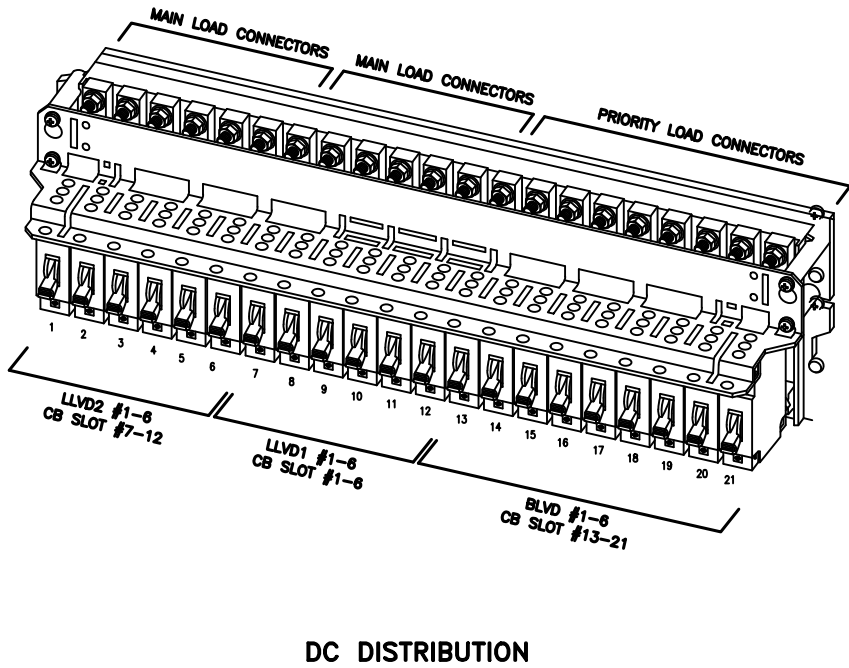 MAIN LOAD CONNECTORS
MAIN LOAD CONNECTORS
PRIORITY LOAD CONNECTORS
1 2 3 4 5 6 7 8 9 10 11 12 13 14 15 16 17 18 19 20 21
LLVD2 #1-6
CB SLOT #7-12
LLVD1 #1-6
CB SLOT #1-6
BLVD #1-6
CB SLOT #13-21
DC DISTRIBUTION